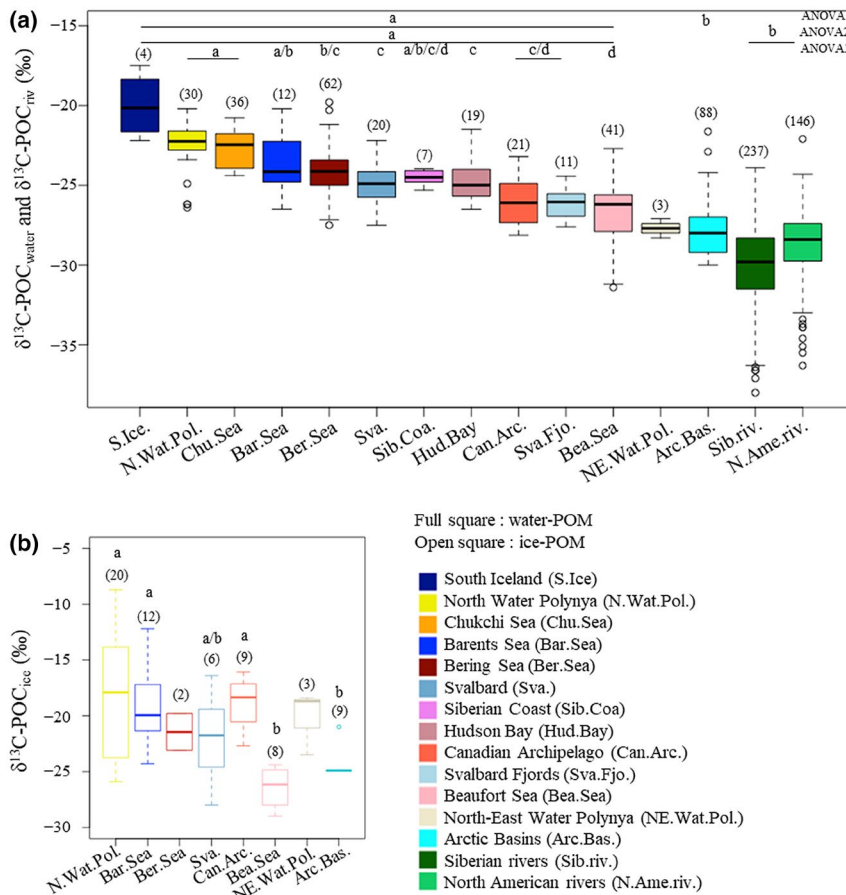 (a)
a
b
ANOVA
a
b
ANOVA2
a
a/b
b/c
c
a/b/c/d
c
c/d
d
ANOVA
(4)
(30)
(36)
(12)
(62)
(20)
(7)
(19)
(21)
(11)
(41)
(3)
(88)
(237)
(146)
δ¹³C-POCwater and δ¹³C-POCriv (‰)
−15
−20
−25
−30
−35
S.Ice.
N.Wat.Pol.
Chu.Sea
Bar.Sea
Ber.Sea
Sva.
Sib.Coa.
Hud.Bay
Can.Arc.
Sva.Fjo.
Bea.Sea
NE.Wat.Pol.
Arc.Bas.
Sib.riv.
N.Ame.riv.
(b)
δ¹³C-POCice (‰)
−5
−10
−15
−20
−25
−30
a
(20)
a
(12)
(2)
a/b
(6)
a
(9)
b
(8)
(3)
b
(9)
N.Wat.Pol.
Bar.Sea
Ber.Sea
Sva.
Can.Arc.
Bea.Sea
NE.Wat.Pol.
Arc.Bas.
Full square : water-POM
Open square : ice-POM
South Iceland (S.Ice)
North Water Polynya (N.Wat.Pol.)
Chukchi Sea (Chu.Sea)
Barents Sea (Bar.Sea)
Bering Sea (Ber.Sea)
Svalbard (Sva.)
Siberian Coast (Sib.Coa)
Hudson Bay (Hud.Bay)
Canadian Archipelago (Can.Arc.)
Svalbard Fjords (Sva.Fjo.)
Beaufort Sea (Bea.Sea)
North-East Water Polynya (NE.Wat.Pol.)
Arctic Basins (Arc.Bas.)
Siberian rivers (Sib.riv.)
North American rivers (N.Ame.riv.)